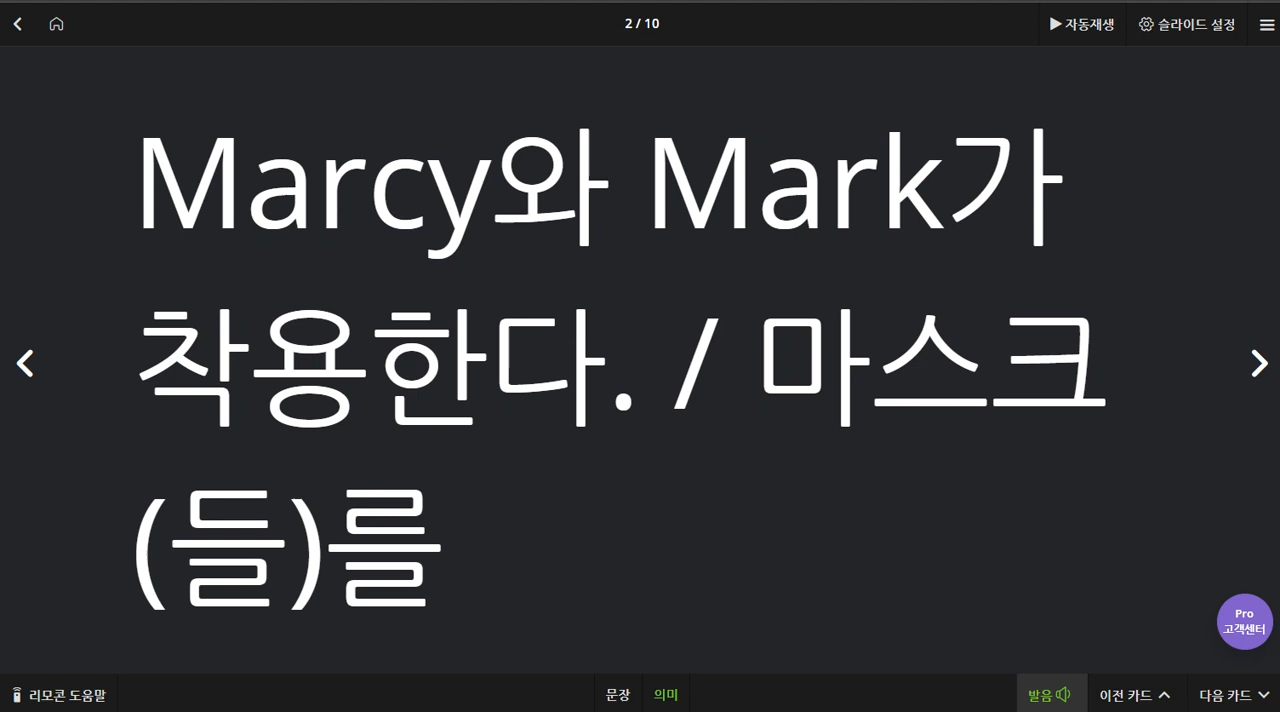 2 / 10
자동재생
슬라이드 설정
Marcy와 Mark가
착용한다. / 마스크
(들)를
Pro
고객센터
리모콘 도움말
문장
의미
발음
이전 카드
다음 카드